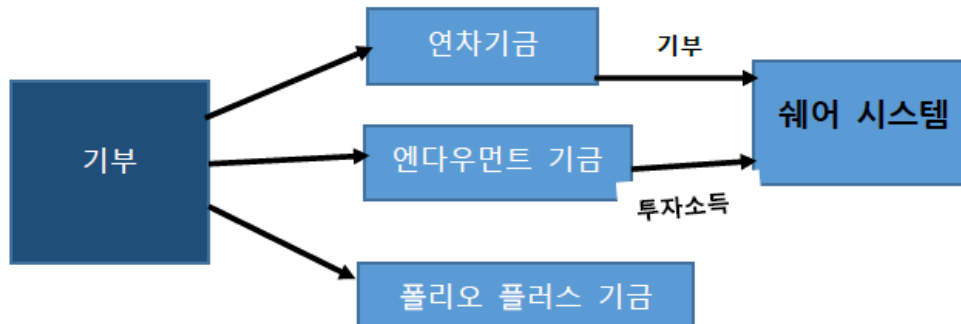 연차기금
기부
쉐어 시스템
기부
엔다우먼트 기금
투자소득
폴리오 플러스 기금